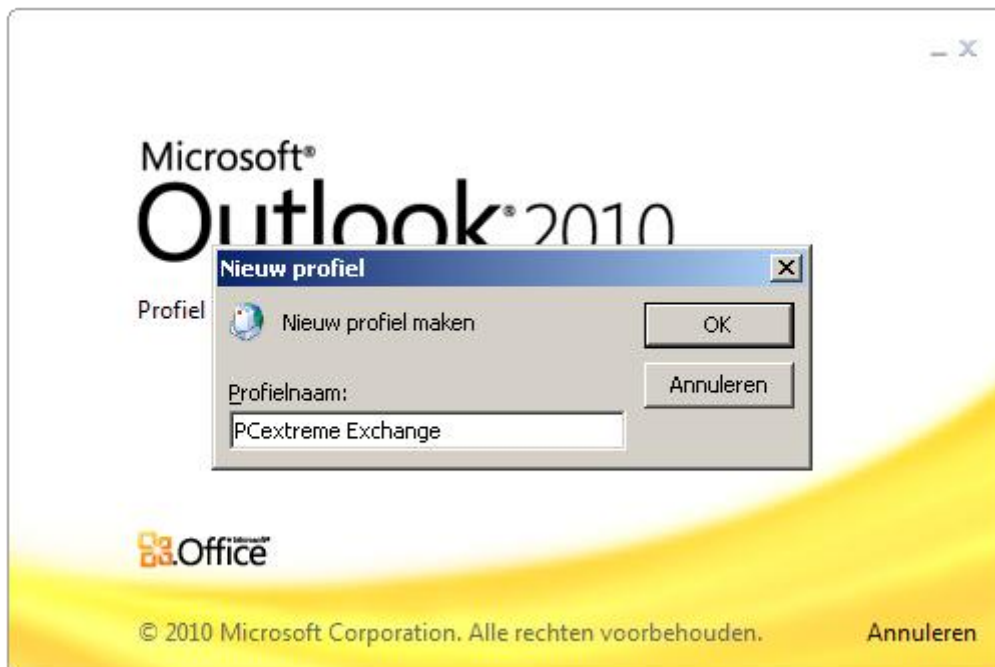 Microsoft®
Outlook® 2010
Nieuw profiel
Profiel
Nieuw profiel maken
OK
Annuleren
Profielnaam:
PCextreme Exchange
Microsoft®
Office
© 2010 Microsoft Corporation. Alle rechten voorbehouden.
Annuleren